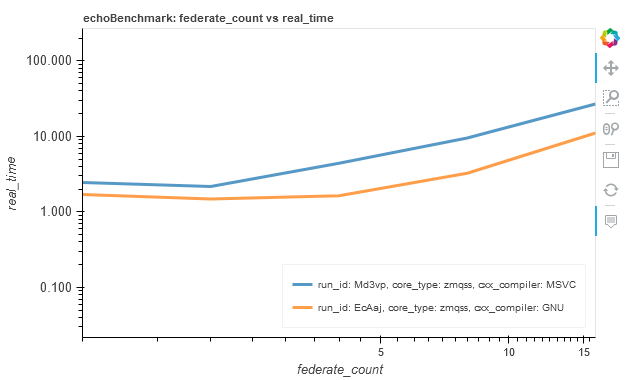 echoBenchmark: federate_count vs real_time
100.000
10.000
1.000
0.100
real_time
run_id: Md3vp, core_type: zmqss, cxx_compiler: MSVC
run_id: EcAaj, core_type: zmqss, cxx_compiler: GNU
5
10
15
federate_count